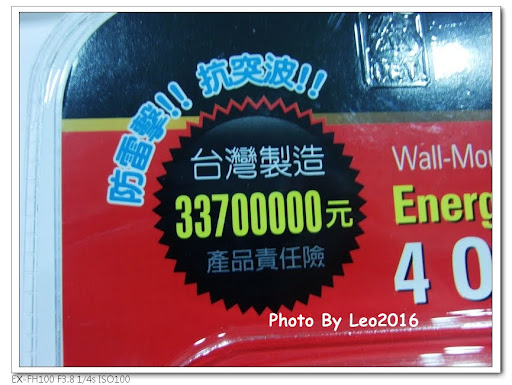 防雷擊!! 抗突波!!
台灣製造
33700000元
產品責任險
Wall-Mou
Energ
4 O
Photo By Leo2016
EX-FH100 F3.8 1/4s ISO100